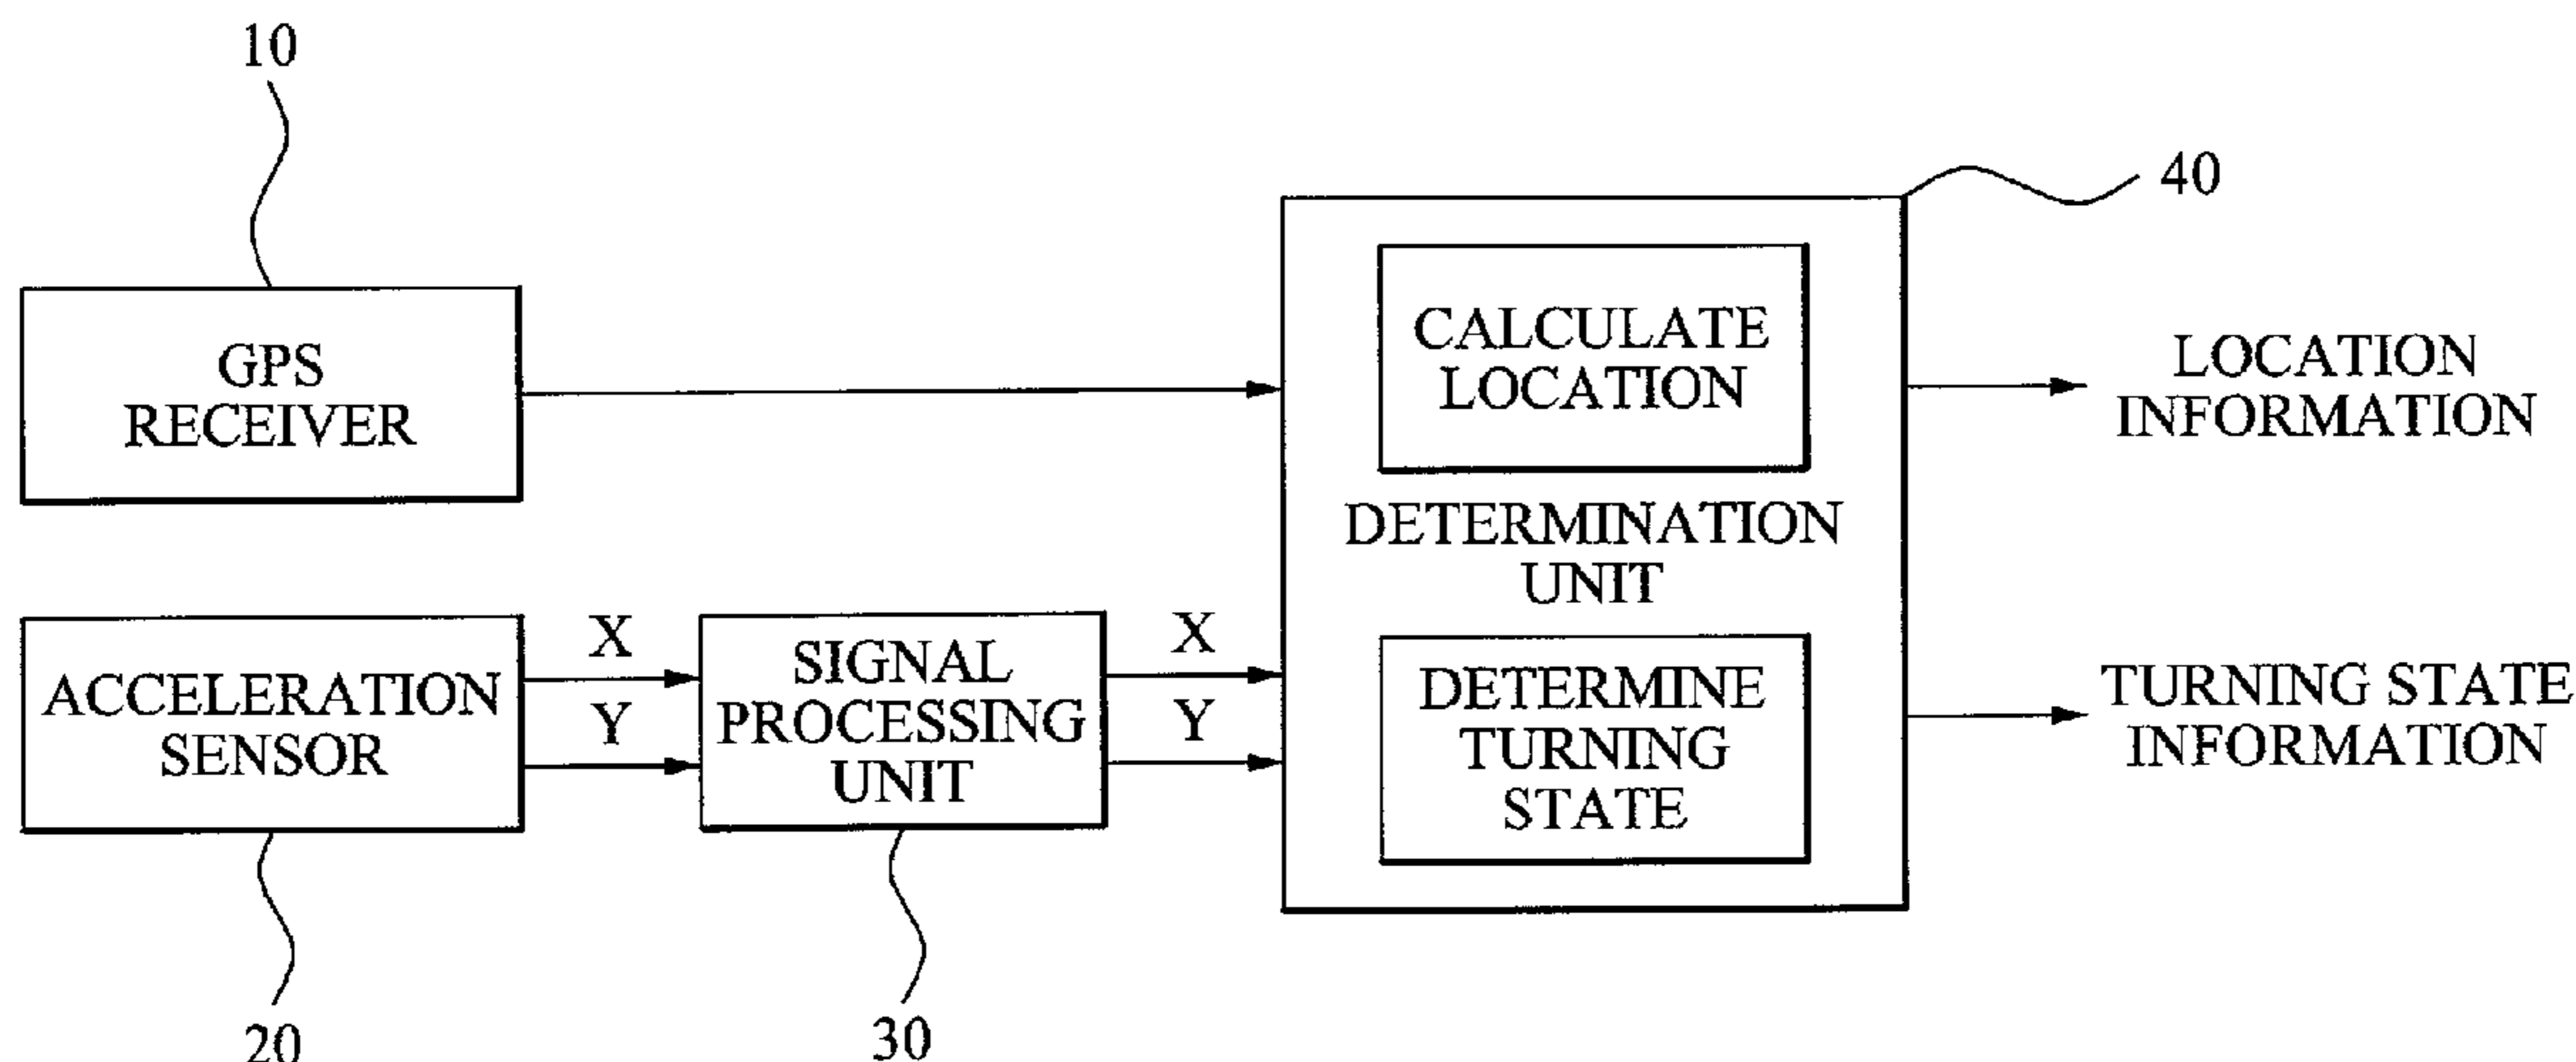 10
40
GPS
RECEIVER
CALCULATE
LOCATION
LOCATION
INFORMATION
DETERMINATION
UNIT
ACCELERATION
SENSOR
X
Y
SIGNAL
PROCESSING
UNIT
X
Y
DETERMINE
TURNING
STATE
TURNING STATE
INFORMATION
20
30